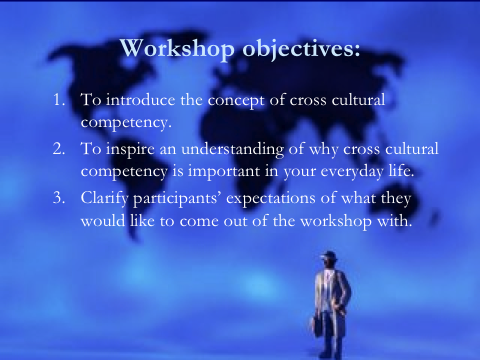 Workshop objectives:
1. To introduce the concept of cross cultural
competency.
2. To inspire an understanding of why cross cultural
competency is important in your everyday life.
3. Clarify participants’ expectations of what they
would like to come out of the workshop with.